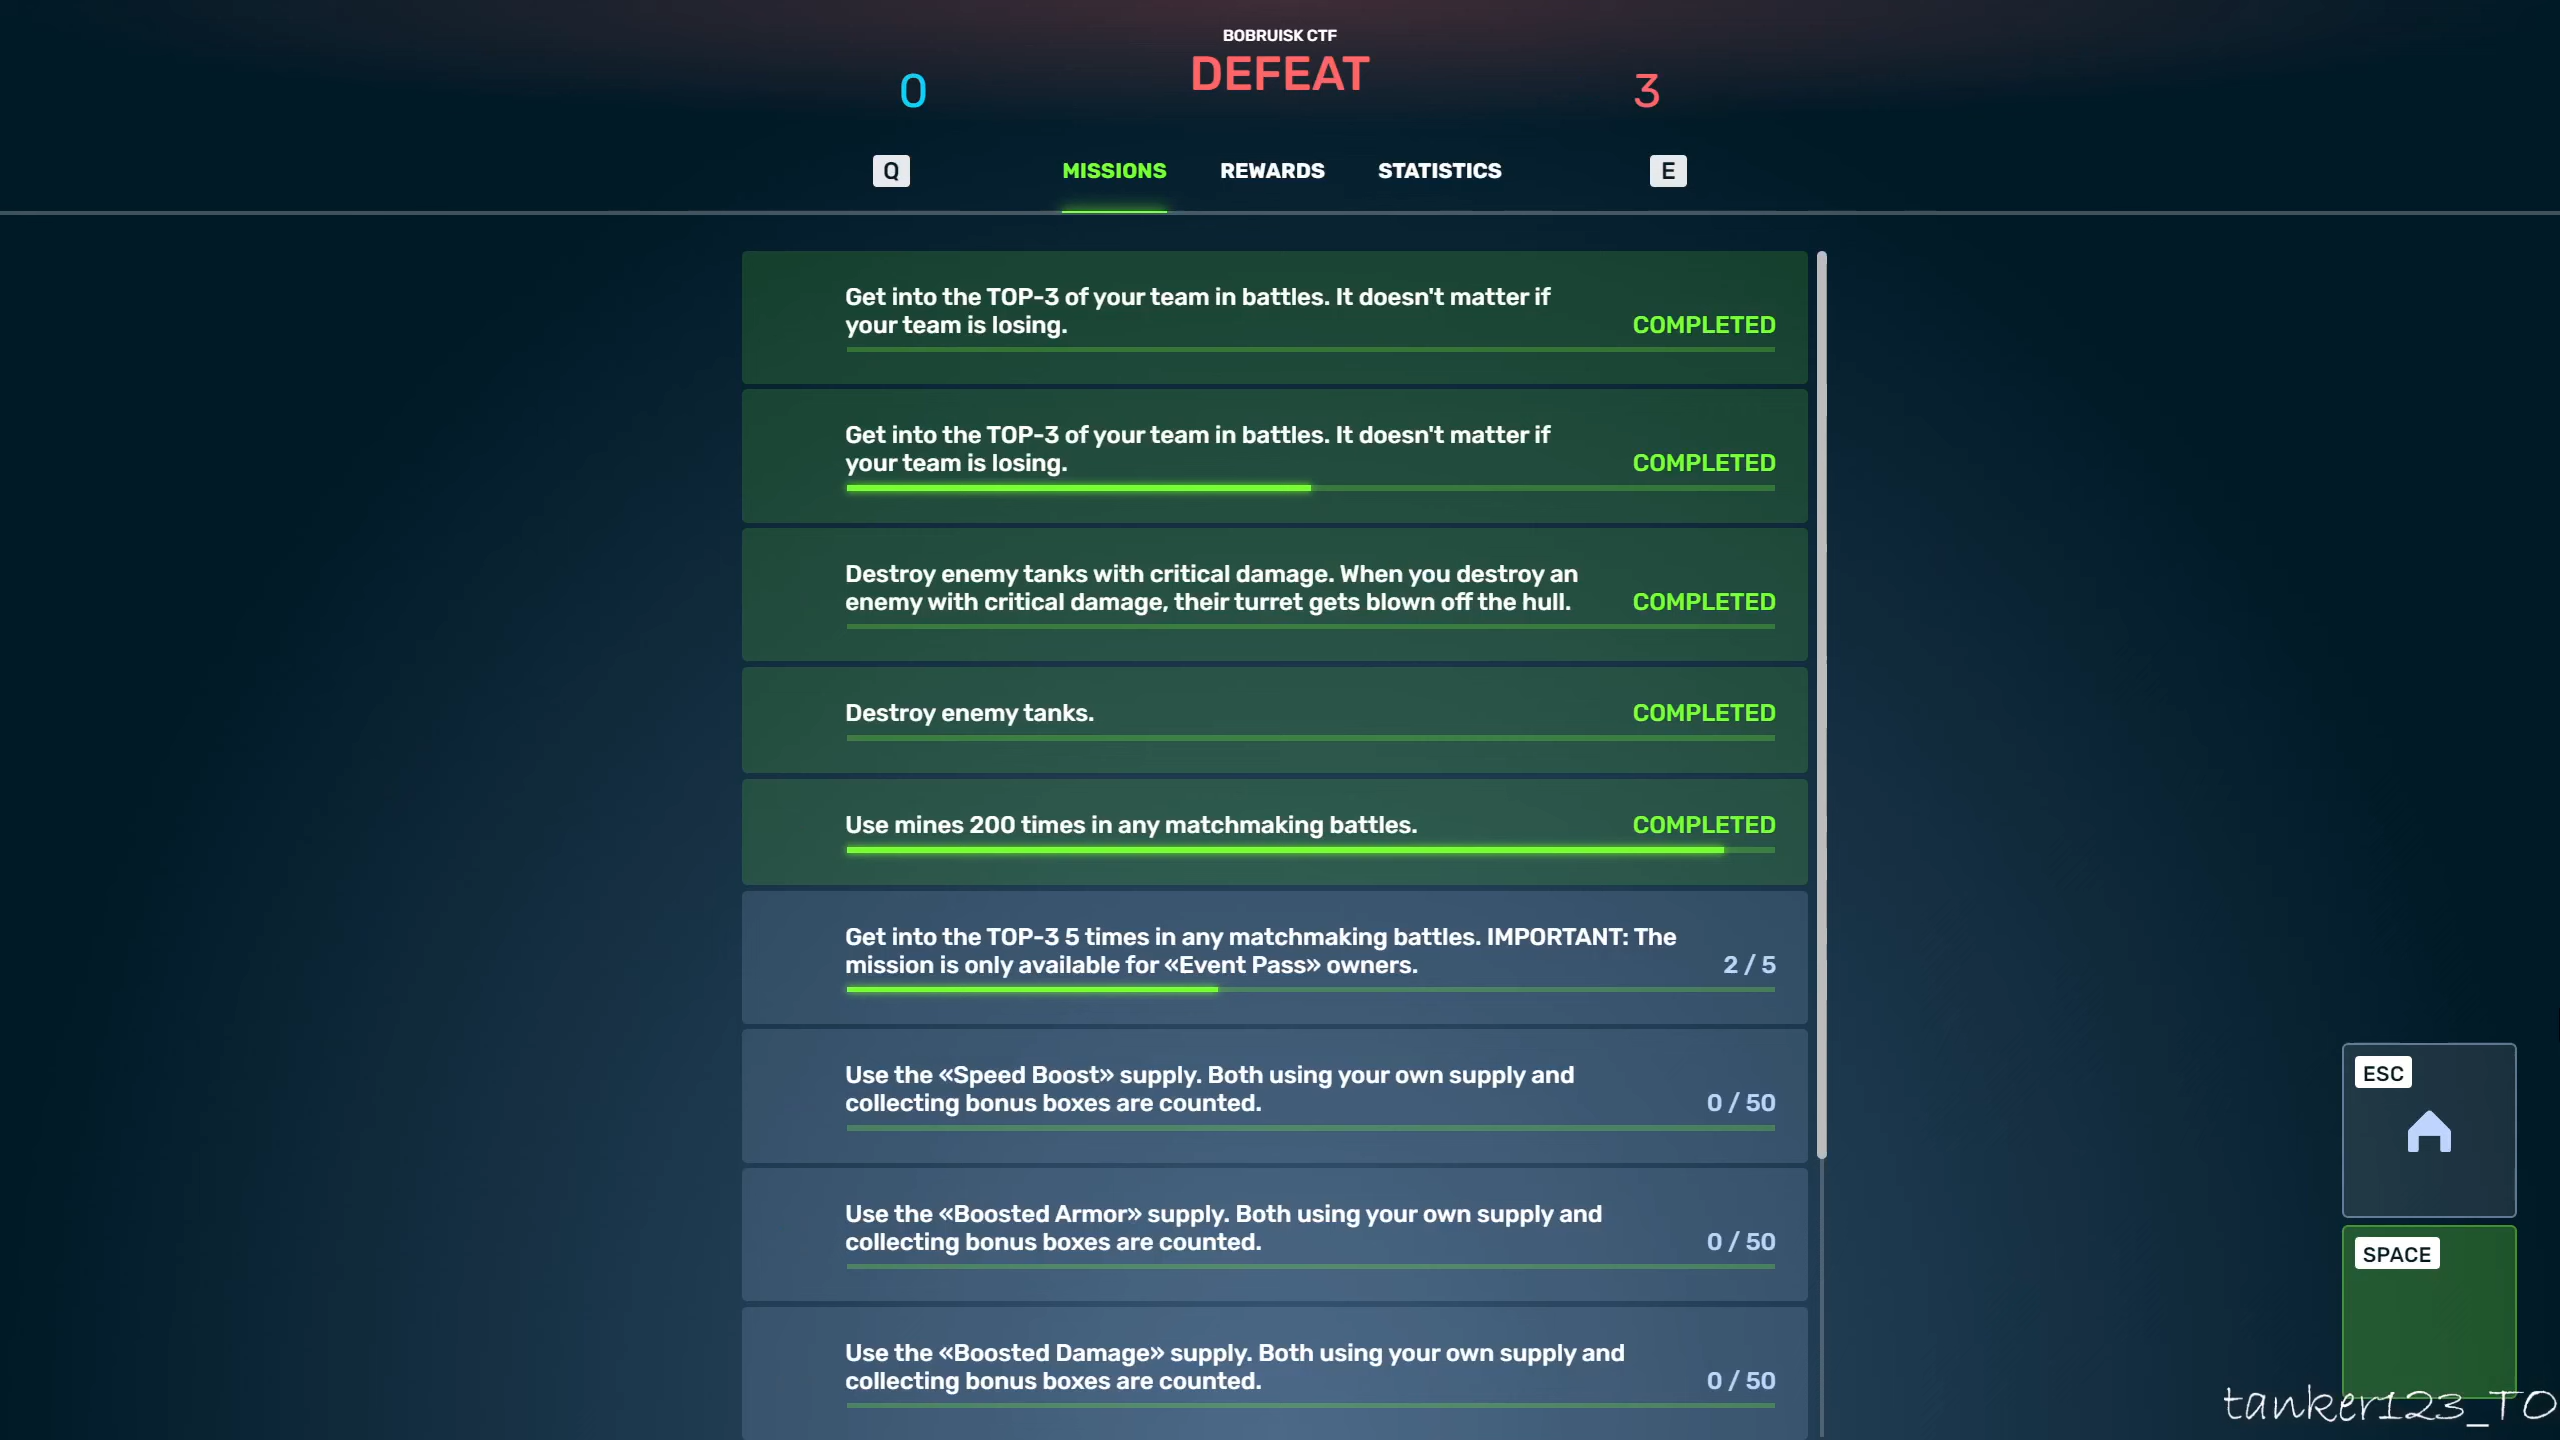 BOBRUISK CTF
DEFEAT
0
3
Q
MISSIONS
REWARDS
STATISTICS
E
Get into the TOP-3 of your team in battles. It doesn't matter if
your team is losing.
COMPLETED
Get into the TOP-3 of your team in battles. It doesn't matter if
your team is losing.
COMPLETED
Destroy enemy tanks with critical damage. When you destroy an
enemy with critical damage, their turret gets blown off the hull.
COMPLETED
Destroy enemy tanks.
COMPLETED
Use mines 200 times in any matchmaking battles.
COMPLETED
Get into the TOP-3 5 times in any matchmaking battles. IMPORTANT: The
mission is only available for «Event Pass» owners.
2 / 5
Use the «Speed Boost» supply. Both using your own supply and
collecting bonus boxes are counted.
0 / 50
Use the «Boosted Armor» supply. Both using your own supply and
collecting bonus boxes are counted.
0 / 50
Use the «Boosted Damage» supply. Both using your own supply and
collecting bonus boxes are counted.
0 / 50
ESC
SPACE
tanker123_TO